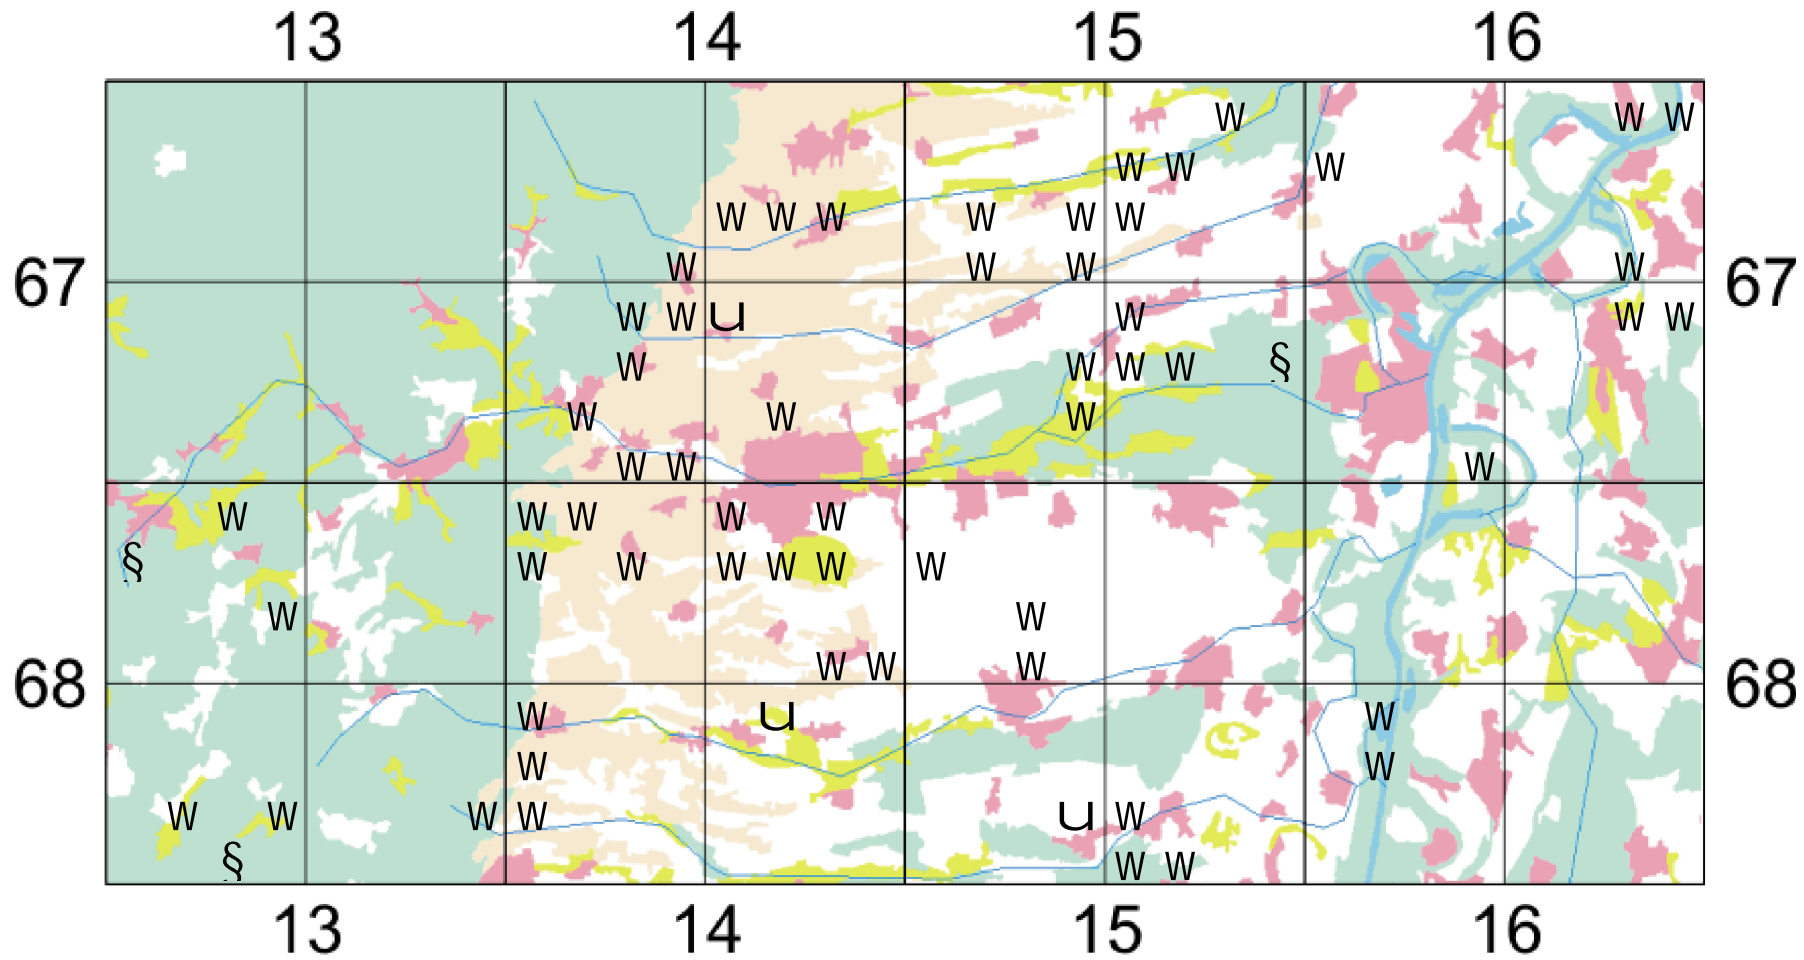 13 14 15 16
W W W
W W W
W W W W W W
67 W W W W 67
W W u W W W
W W W W §
W W W
W W W
W W W W W
§ W W W W W W
W W
W W W
68 68
W u W
W W
W W W W u W
§ W W
13 14 15 16